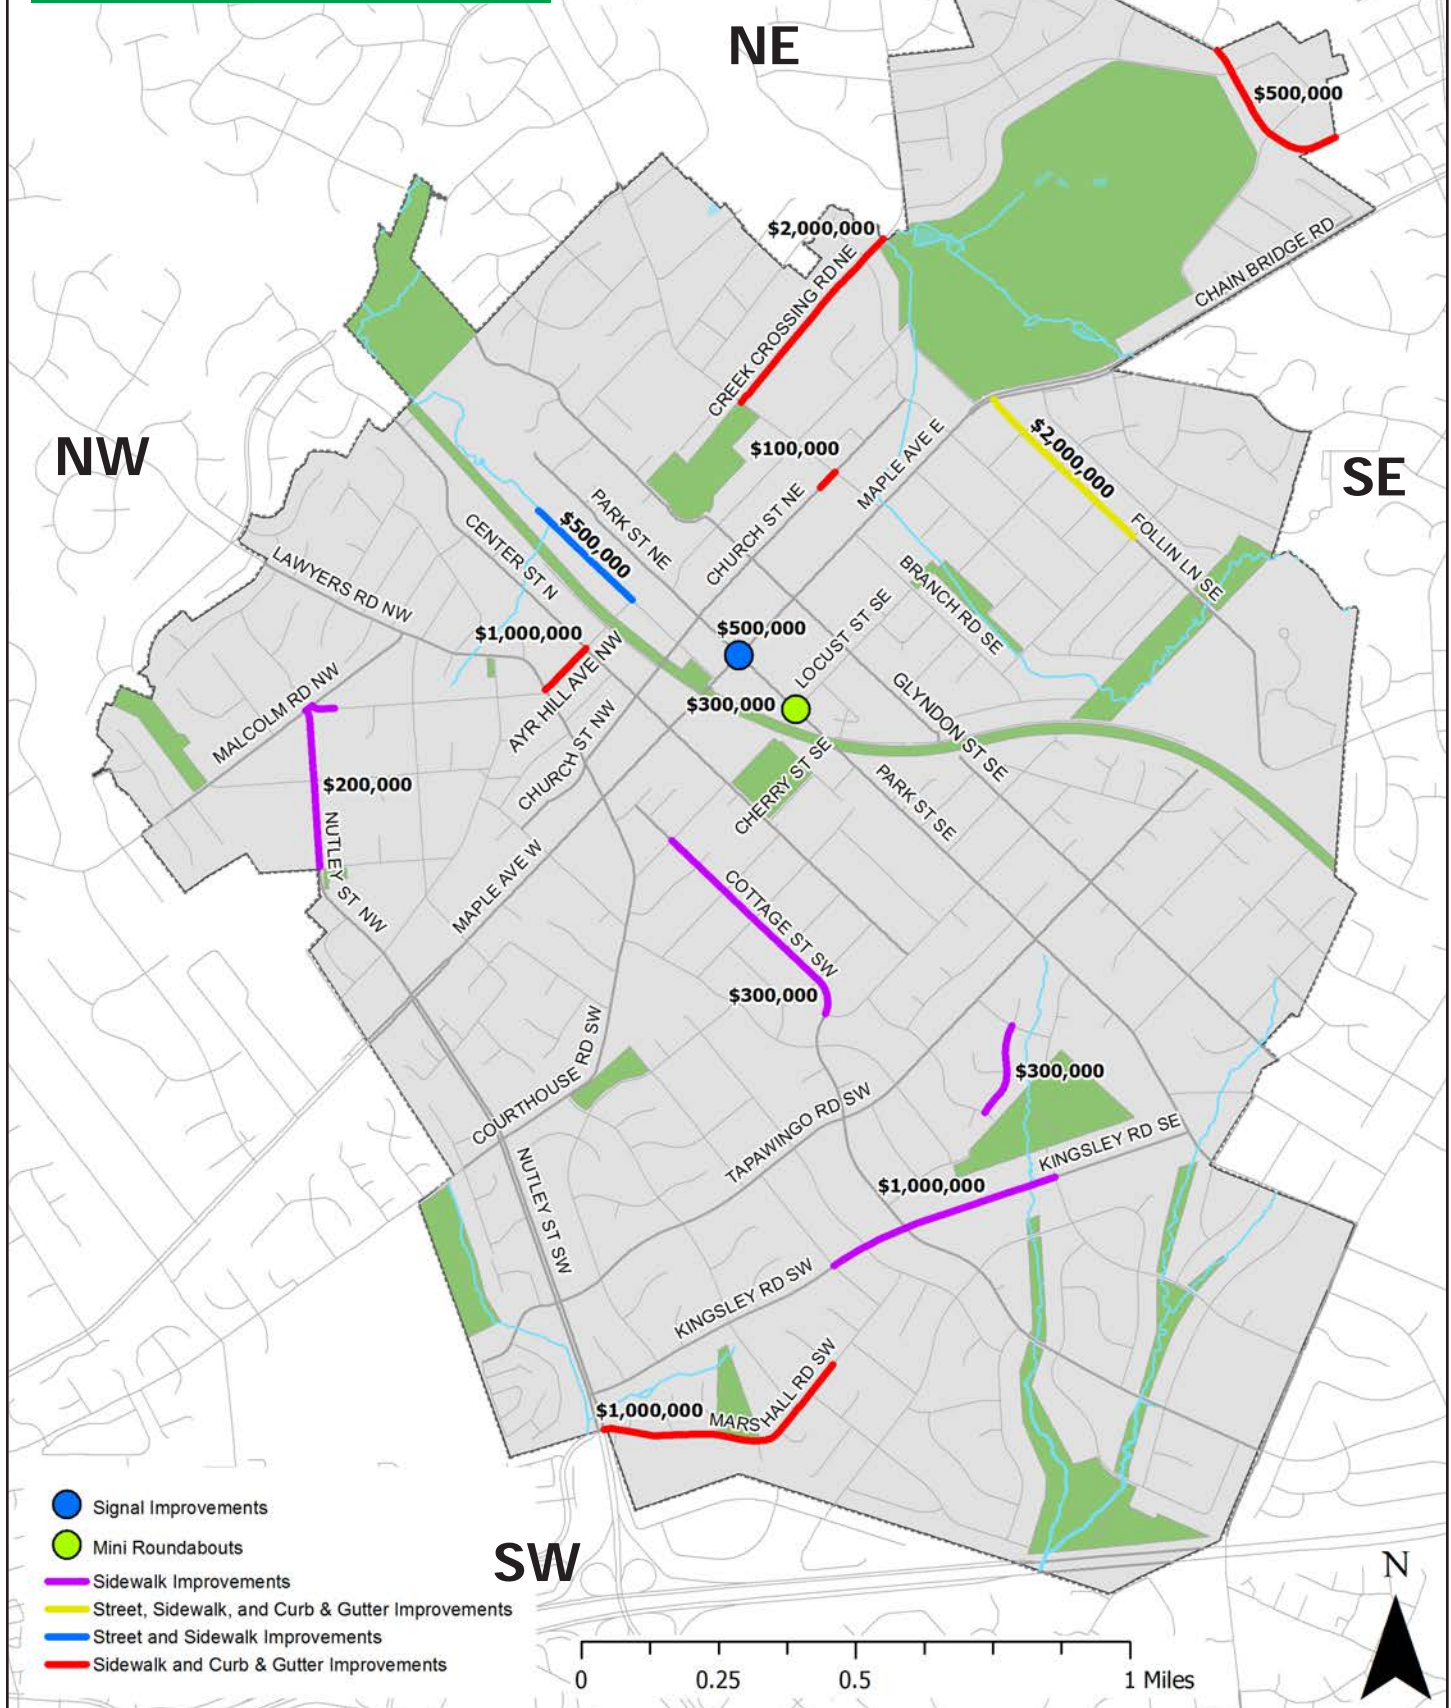 NE
$500,000
$2,000,000
CREEK CROSSING RD NE
CHAIN BRIDGE RD
NW
$100,000
MAPLE AVE E
$2,000,000
SE
PARK ST NE
CHURCH ST NE
$500,000
CENTER ST N
FOLLIN LN SE
LAWYERS RD NW
BRANCH RD SE
$1,000,000
$500,000
LOCUST ST SE
AYR HILL AVE NW
MALCOLM RD NW
$300,000
GLYNDON ST SE
CHURCH ST NW
CHERRY ST SE
PARK ST SE
$200,000
NUTLEY ST NW
MAPLE AVE W
COTTAGE ST SW
$300,000
COURTHOUSE RD SW
$300,000
TAPAWINGO RD SW
KINGSLEY RD SE
$1,000,000
NUTLEY ST SW
KINGSLEY RD SW
MARSHALL RD SW
$1,000,000
Signal Improvements
Mini Roundabouts
SW
Sidewalk Improvements
Street, Sidewalk, and Curb & Gutter Improvements
Street and Sidewalk Improvements
Sidewalk and Curb & Gutter Improvements
0 0.25 0.5 1 Miles
N